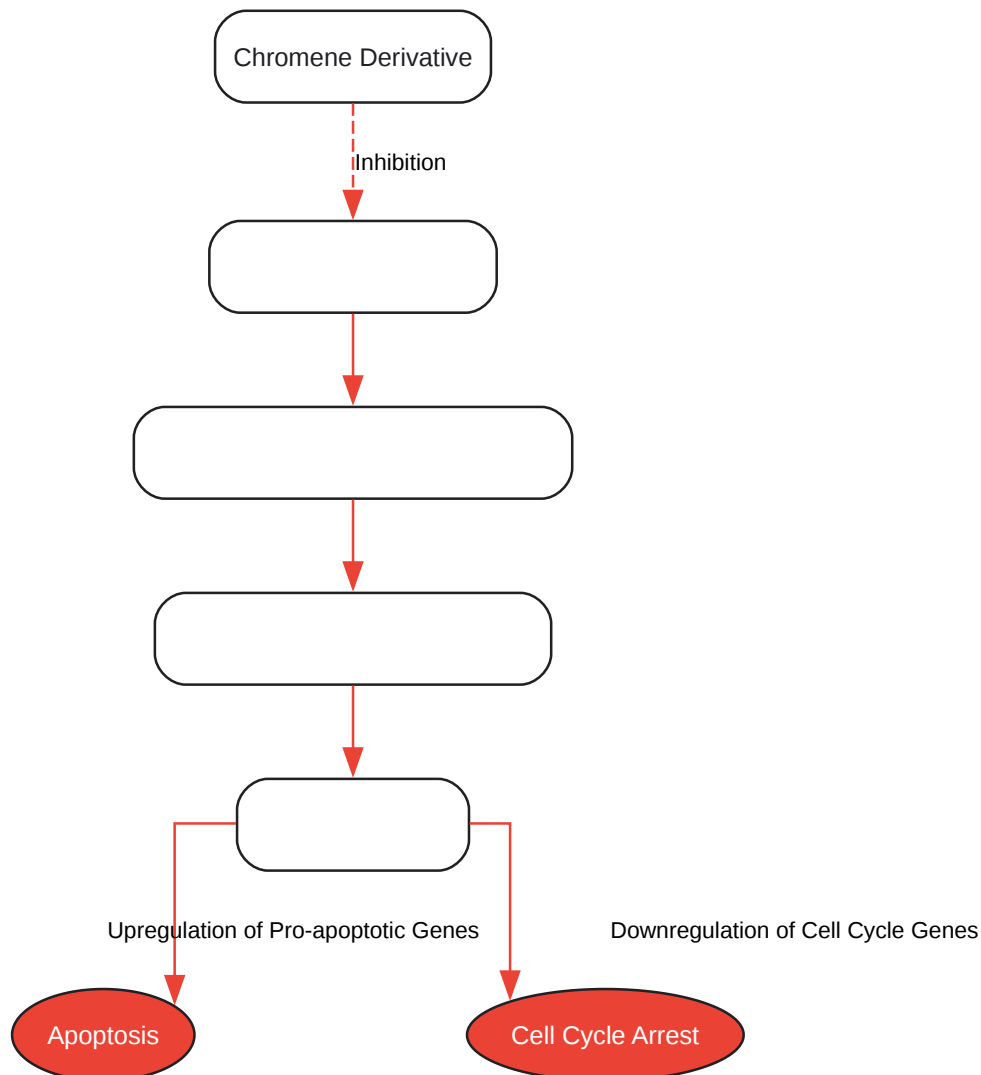 Chromene Derivative
Inhibition
Upregulation of Pro-apoptotic Genes
Downregulation of Cell Cycle Genes
Apoptosis
Cell Cycle Arrest